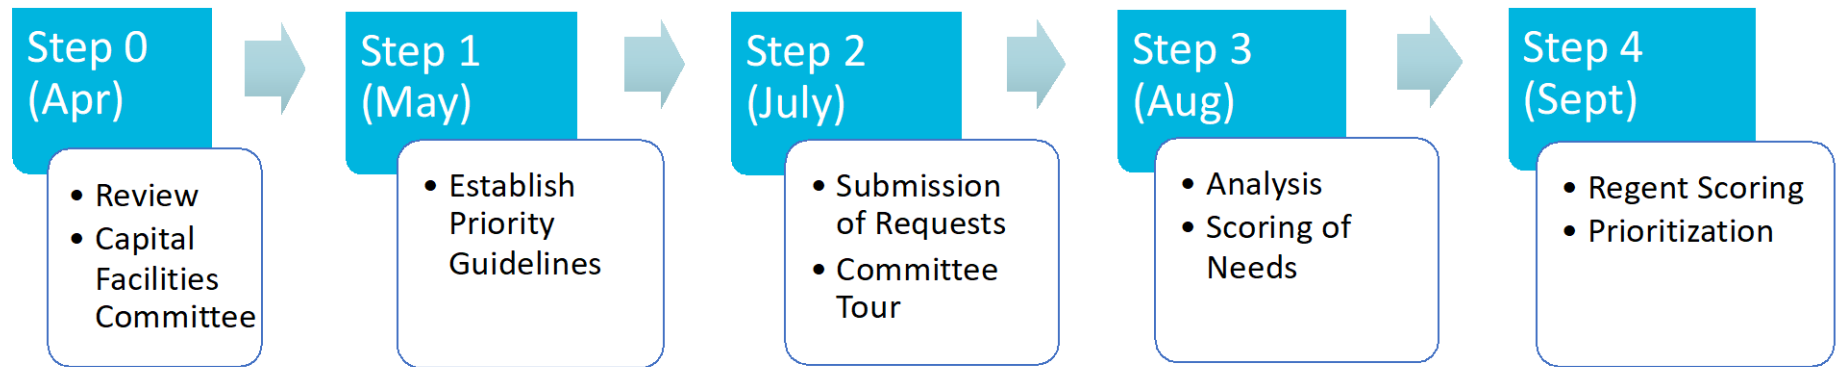 Step 0
(Apr)
• Review
• Capital
Facilities
Committee
Step 1
(May)
• Establish
Priority
Guidelines
Step 2
(July)
• Submission
of Requests
• Committee
Tour
Step 3
(Aug)
• Analysis
• Scoring of
Needs
Step 4
(Sept)
• Regent Scoring
• Prioritization